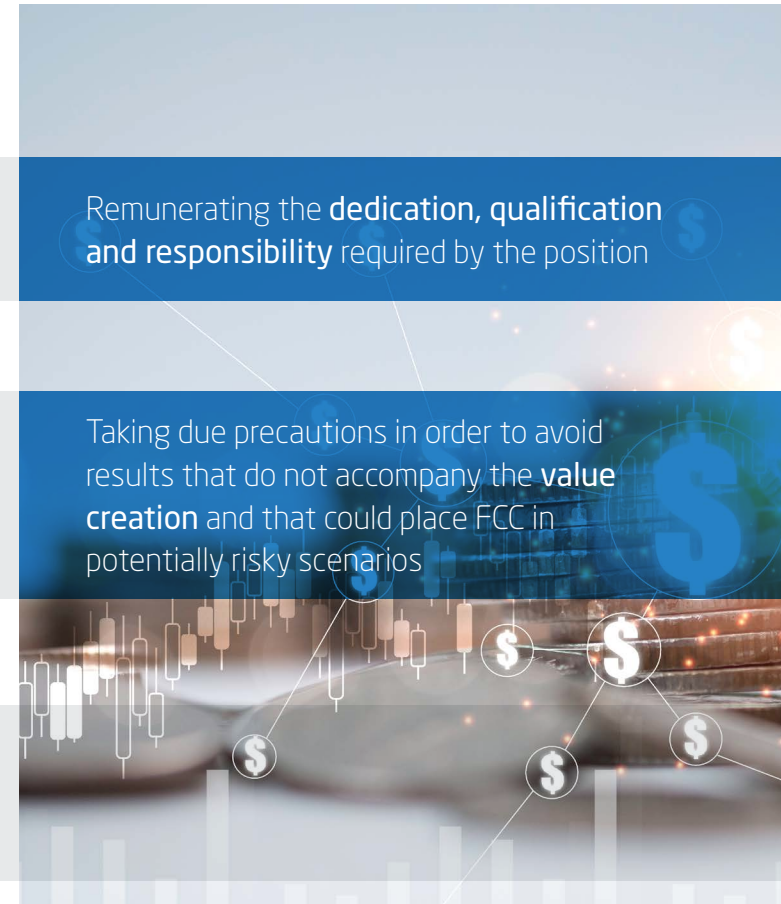 Remunerating the dedication, qualification
and responsibility required by the position
Taking due precautions in order to avoid
results that do not accompany the value
creation and that could place FCC in
potentially risky scenarios